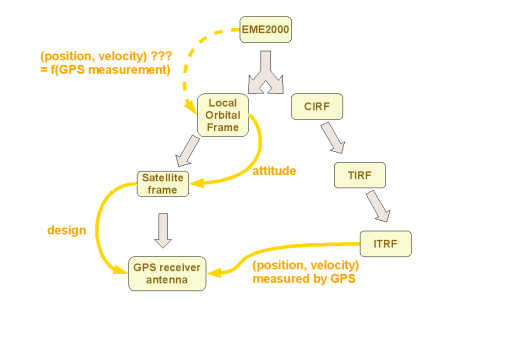 EME2000
(position, velocity) ???
= f(GPS measurement)
Local
Orbital
Frame
CIRF
attitude
Satellite
frame
TIRF
design
ITRF
GPS receiver
antenna
(position, velocity)
measured by GPS